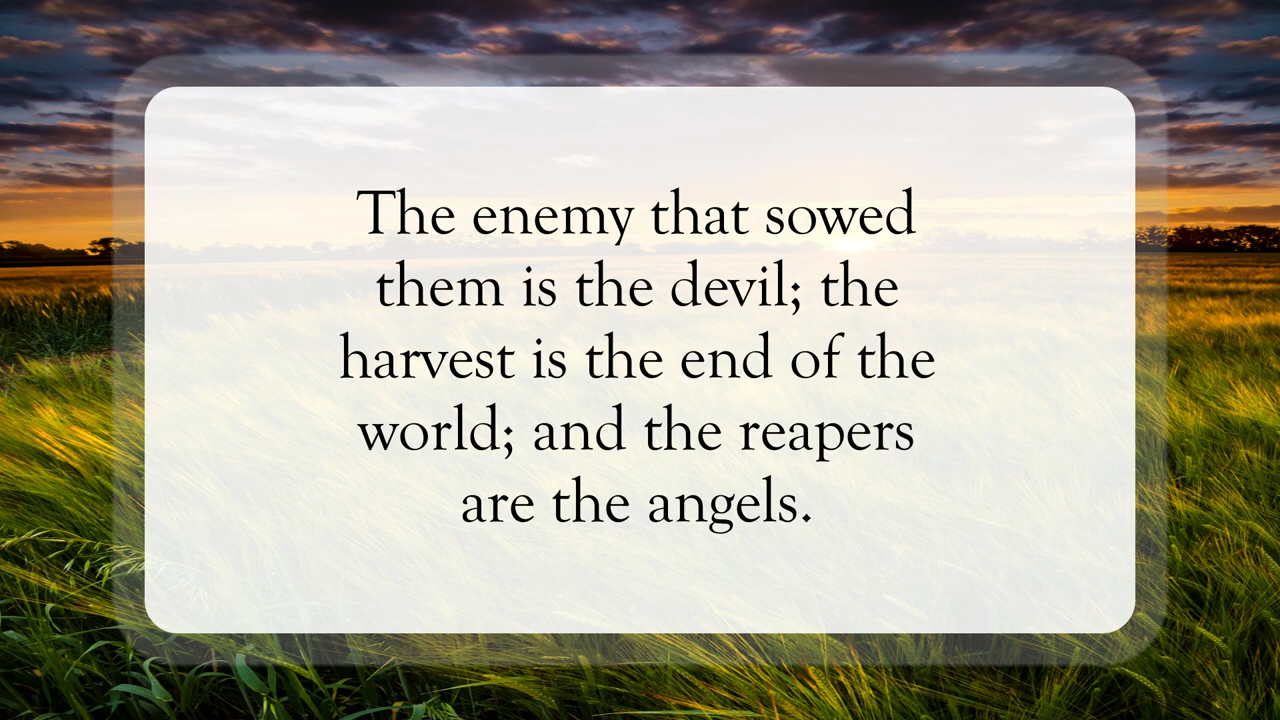 The enemy that sowed
them is the devil; the
harvest is the end of the
world; and the reapers
are the angels.